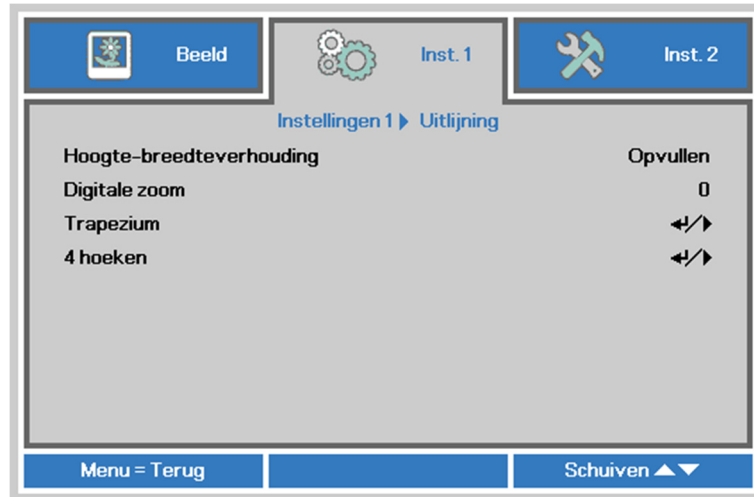 Beeld Inst. 1 Inst. 2
Instellingen 1 Uitlijning
Hoogte-breedteverhouding Opvullen
Digitale zoom 0
Trapezium
4 hoeken
Menu = Terug Schuiven